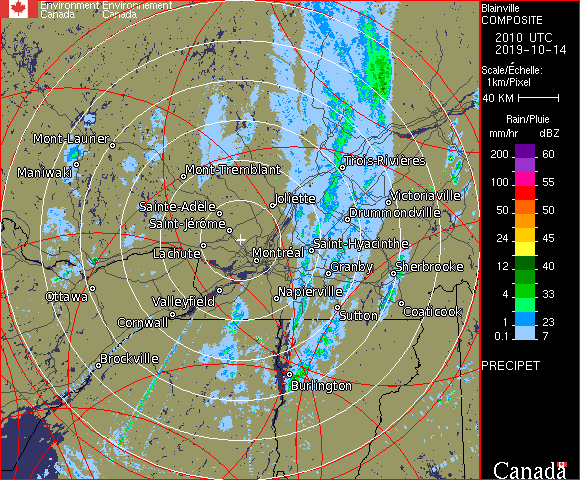 Environment Environnement
Canada Canada
Mont-Laurier
Maniwaki
Mont-Tremblant
Trois-Rivières
Sainte-Adèle
Joliette
Victoriaville
Saint-Jérôme
Drummondville
Lachute
Montréal
Saint-Hyacinthe
Granby
Sherbrooke
Ottawa
Valleyfield
Napierville
Cornwall
Sutton
Coaticook
Brockville
Burlington
Blainville
COMPOSITE
2010 UTC
2019-10-14
Scale/Échelle:
1km/Pixel
40 KM
Rain/Pluie
mm/hr dBZ
200 60
100 55
50 50
24 45
12 40
4 33
1 23
0.1 7
PRECIPET
Canada